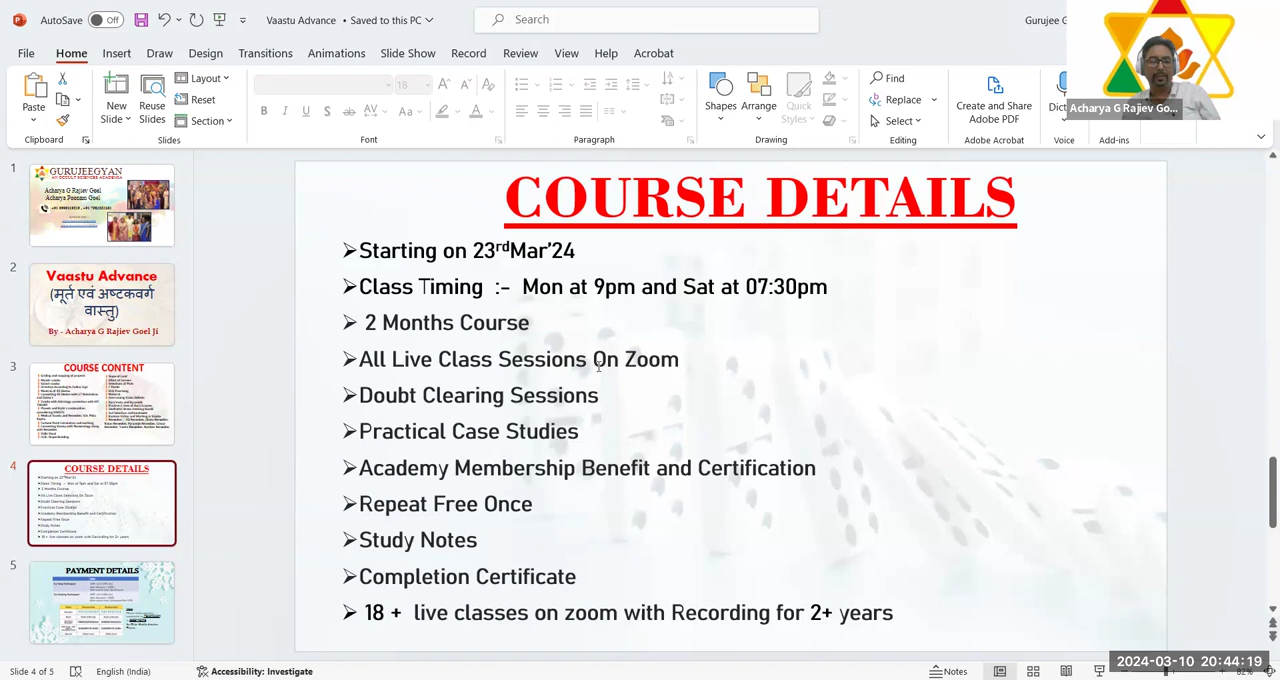 AutoSave Off Vaastu Advance • Saved to this PC Search Gurujee G
File Home Insert Draw Design Transitions Animations Slide Show Record Review View Help Acrobat
Paste New Slide Reuse Slides Layout Reset Section 18 Shapes Arrange Quick Styles Find Replace Select Create and Share Adobe PDF
Acharya G Rajiev Go...
Clipboard Slides Font Paragraph Drawing Editing Adobe Acrobat Voice Add-ins
1
GURUJEEGYAN
Acharya G Rajiev Goel
Acharya Poonam Goel
2
Vaastu Advance
(मूर्त एवं अष्टकवर्ग
वास्तु)
By - Acharya G Rajiev Goel Ji
3
COURSE CONTENT
4
COURSE DETAILS
5
PAYMENT DETAILS
COURSE DETAILS
➢Starting on 23rdMar’24
➢Class Timing :- Mon at 9pm and Sat at 07:30pm
➢ 2 Months Course
➢All Live Class Sessions On Zoom
➢Doubt Clearing Sessions
➢Practical Case Studies
➢Academy Membership Benefit and Certification
➢Repeat Free Once
➢Study Notes
➢Completion Certificate
➢ 18 + live classes on zoom with Recording for 2+ years
Slide 4 of 5 English (India) Accessibility: Investigate Notes 82%
2024-03-10 20:44:19